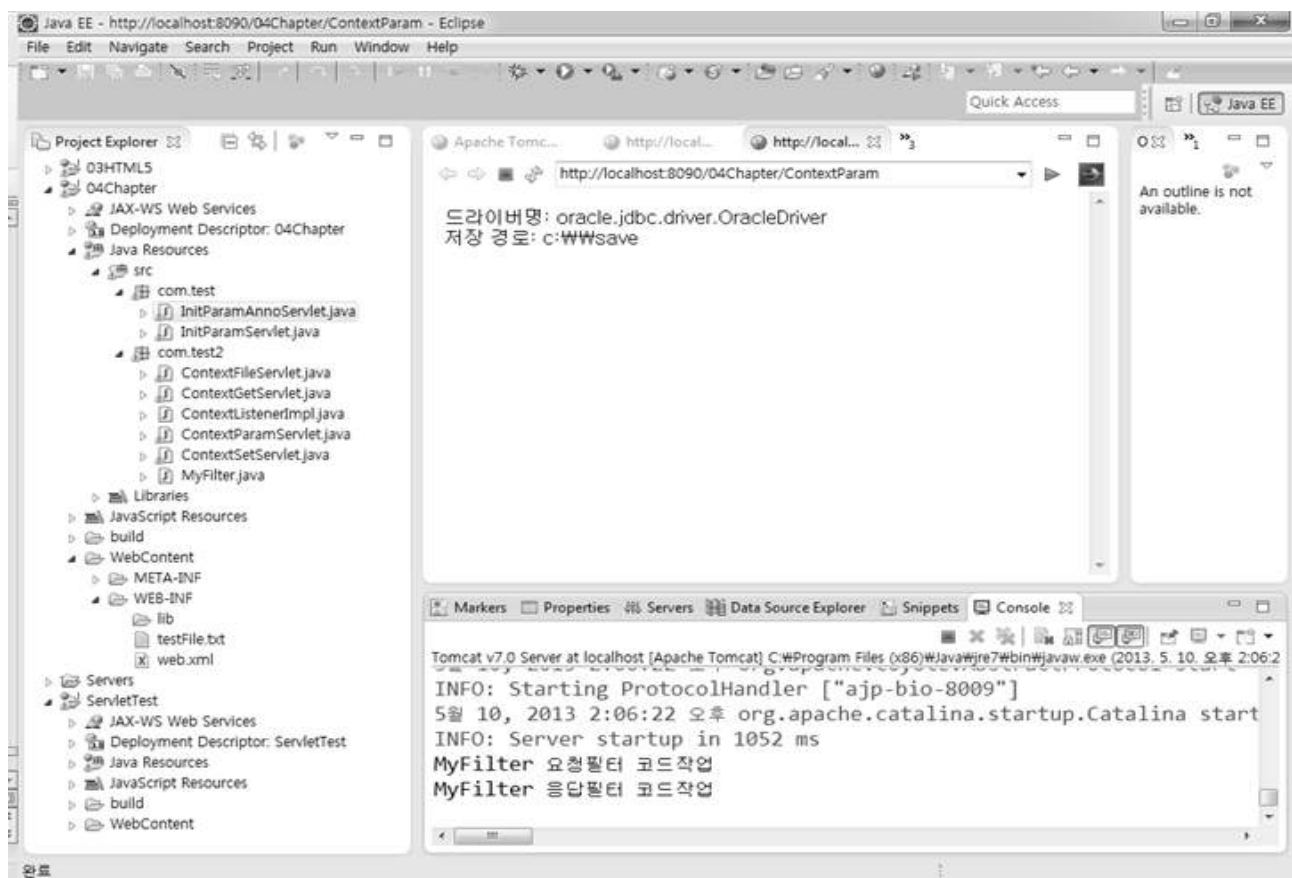 Java EE - http://localhost:8090/04Chapter/ContextParam - Eclipse
File Edit Navigate Search Project Run Window Help
Quick Access
Java EE
Project Explorer
03HTML5
04Chapter
JAX-WS Web Services
Deployment Descriptor: 04Chapter
Java Resources
src
com.test
InitParamAnnoServlet.java
InitParamServlet.java
com.test2
ContextFileServlet.java
ContextGetServlet.java
ContextListenerImpl.java
ContextParamServlet.java
ContextSetServlet.java
MyFilter.java
Libraries
JavaScript Resources
build
WebContent
META-INF
WEB-INF
lib
testFile.txt
web.xml
Servers
ServletTest
JAX-WS Web Services
Deployment Descriptor: ServletTest
Java Resources
JavaScript Resources
build
WebContent
Apache Tomc... http://local... http://local... »3
http://localhost:8090/04Chapter/ContextParam
드라이버명: oracle.jdbc.driver.OracleDriver
저장 경로: c:₩₩save
O »1
An outline is not
available.
Markers Properties Servers Data Source Explorer Snippets Console
Tomcat v7.0 Server at localhost [Apache Tomcat] C:₩Program Files (x86)₩Java₩jre7₩bin₩javaw.exe (2013. 5. 10. 오후 2:06:2
INFO: Starting ProtocolHandler ["ajp-bio-8009"]
5월 10, 2013 2:06:22 오후 org.apache.catalina.startup.Catalina start
INFO: Server startup in 1052 ms
MyFilter 요청필터 코드작업
MyFilter 응답필터 코드작업
완료